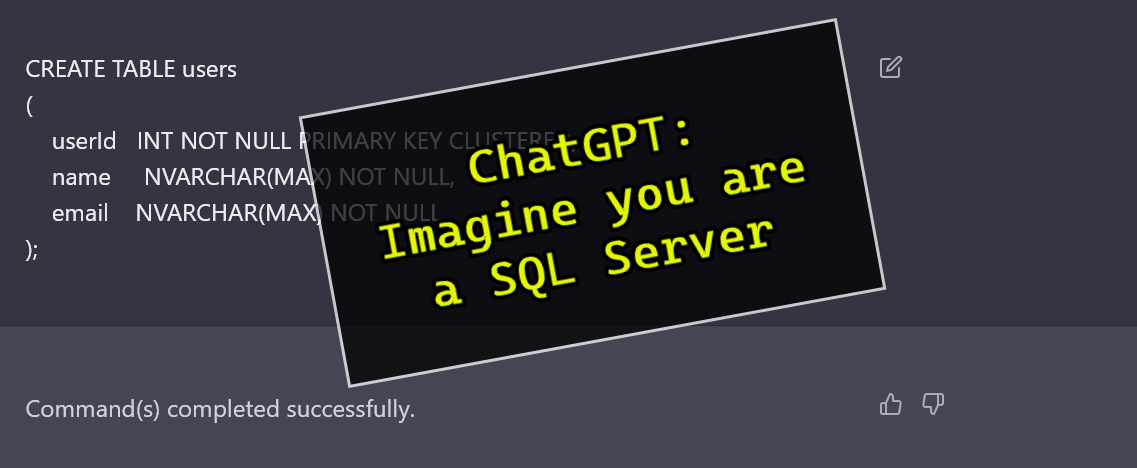 CREATE TABLE users
(
userId INT NOT NULL PRIMARY KEY CLUSTERED,
name NVARCHAR(MAX) NOT NULL,
email NVARCHAR(MAX) NOT NULL
);
ChatGPT:
Imagine you are
a SQL Server
Command(s) completed successfully.